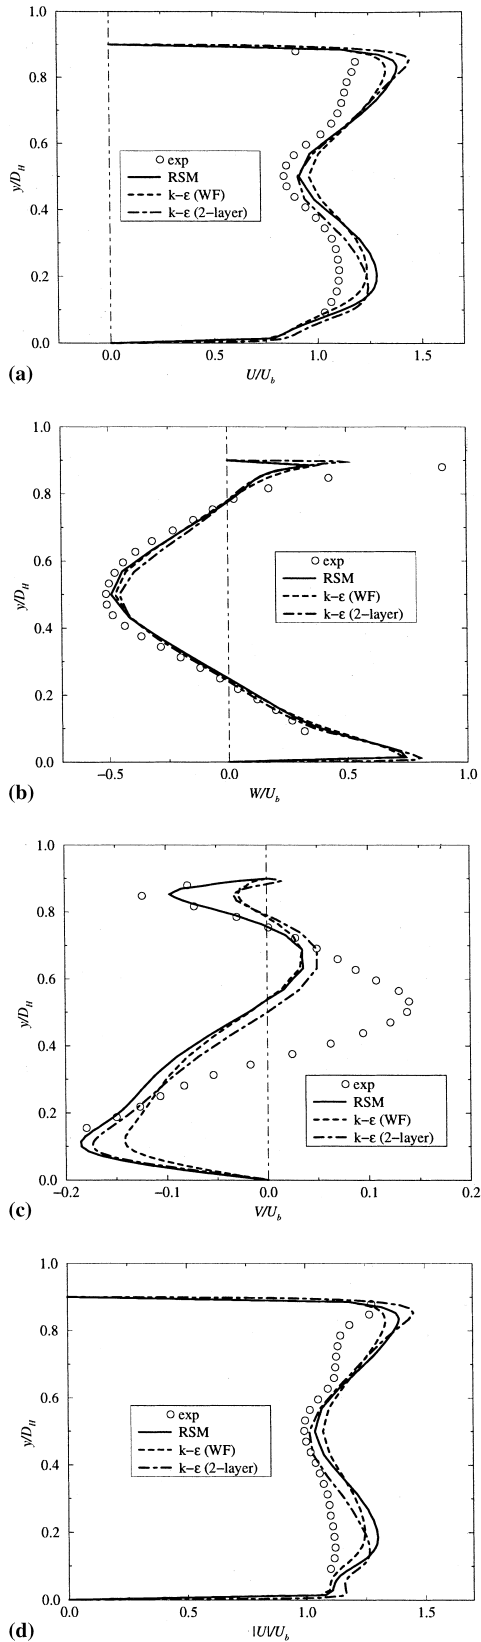 1.0
0.8
0.6
0.4
0.2
0.0
y/D_H
exp
RSM
k−ε (WF)
k−ε (2−layer)
0.0 0.5 1.0 1.5
(a) U/U_b
1.0
0.8
0.6
0.4
0.2
0.0
y/D_H
exp
RSM
k−ε (WF)
k−ε (2−layer)
−0.5 0.0 0.5 1.0
(b) W/U_b
1.0
0.8
0.6
0.4
0.2
0.0
y/D_H
exp
RSM
k−ε (WF)
k−ε (2−layer)
−0.2 −0.1 0.0 0.1 0.2
(c) V/U_b
1.0
0.8
0.6
0.4
0.2
0.0
y/D_H
exp
RSM
k−ε (WF)
k−ε (2−layer)
0.0 0.5 1.0 1.5
(d) |U|/U_b